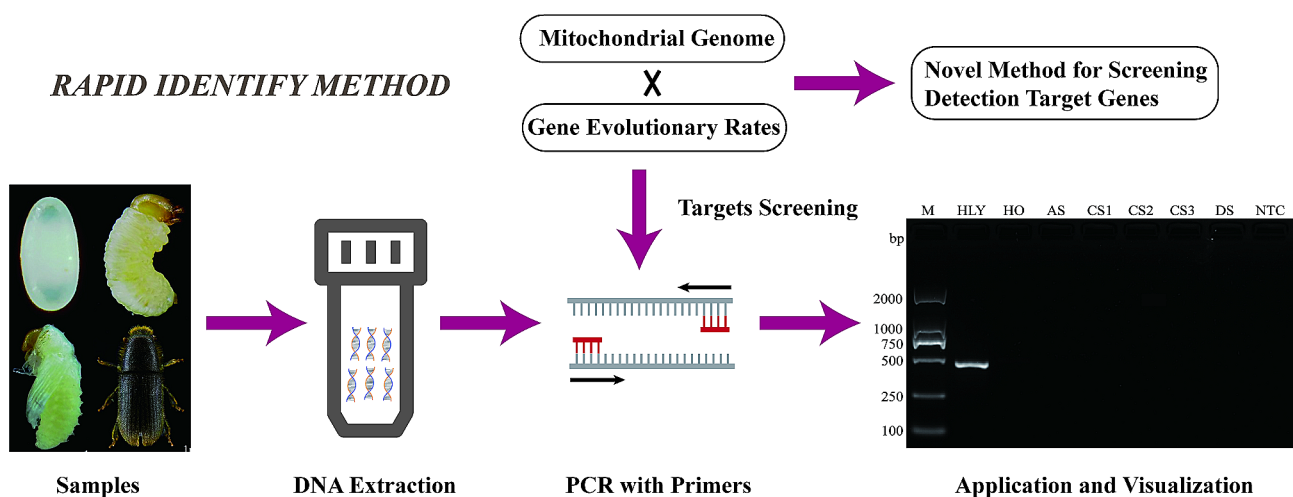 Mitochondrial Genome
RAPID IDENTIFY METHOD
X
Novel Method for Screening
Detection Target Genes
Gene Evolutionary Rates
Targets Screening
M HLY HO AS CS1 CS2 CS3 DS NTC
bp
2000
1000
750
500
250
100
Samples
DNA Extraction
PCR with Primers
Application and Visualization